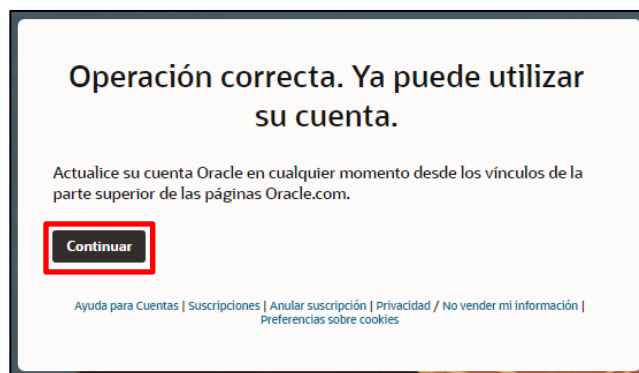 Operación correcta. Ya puede utilizar
su cuenta.
Actualice su cuenta Oracle en cualquier momento desde los vínculos de la
parte superior de las páginas Oracle.com.
Continuar
Ayuda para Cuentas | Suscripciones | Anular suscripción | Privacidad / No vender mi información |
Preferencias sobre cookies